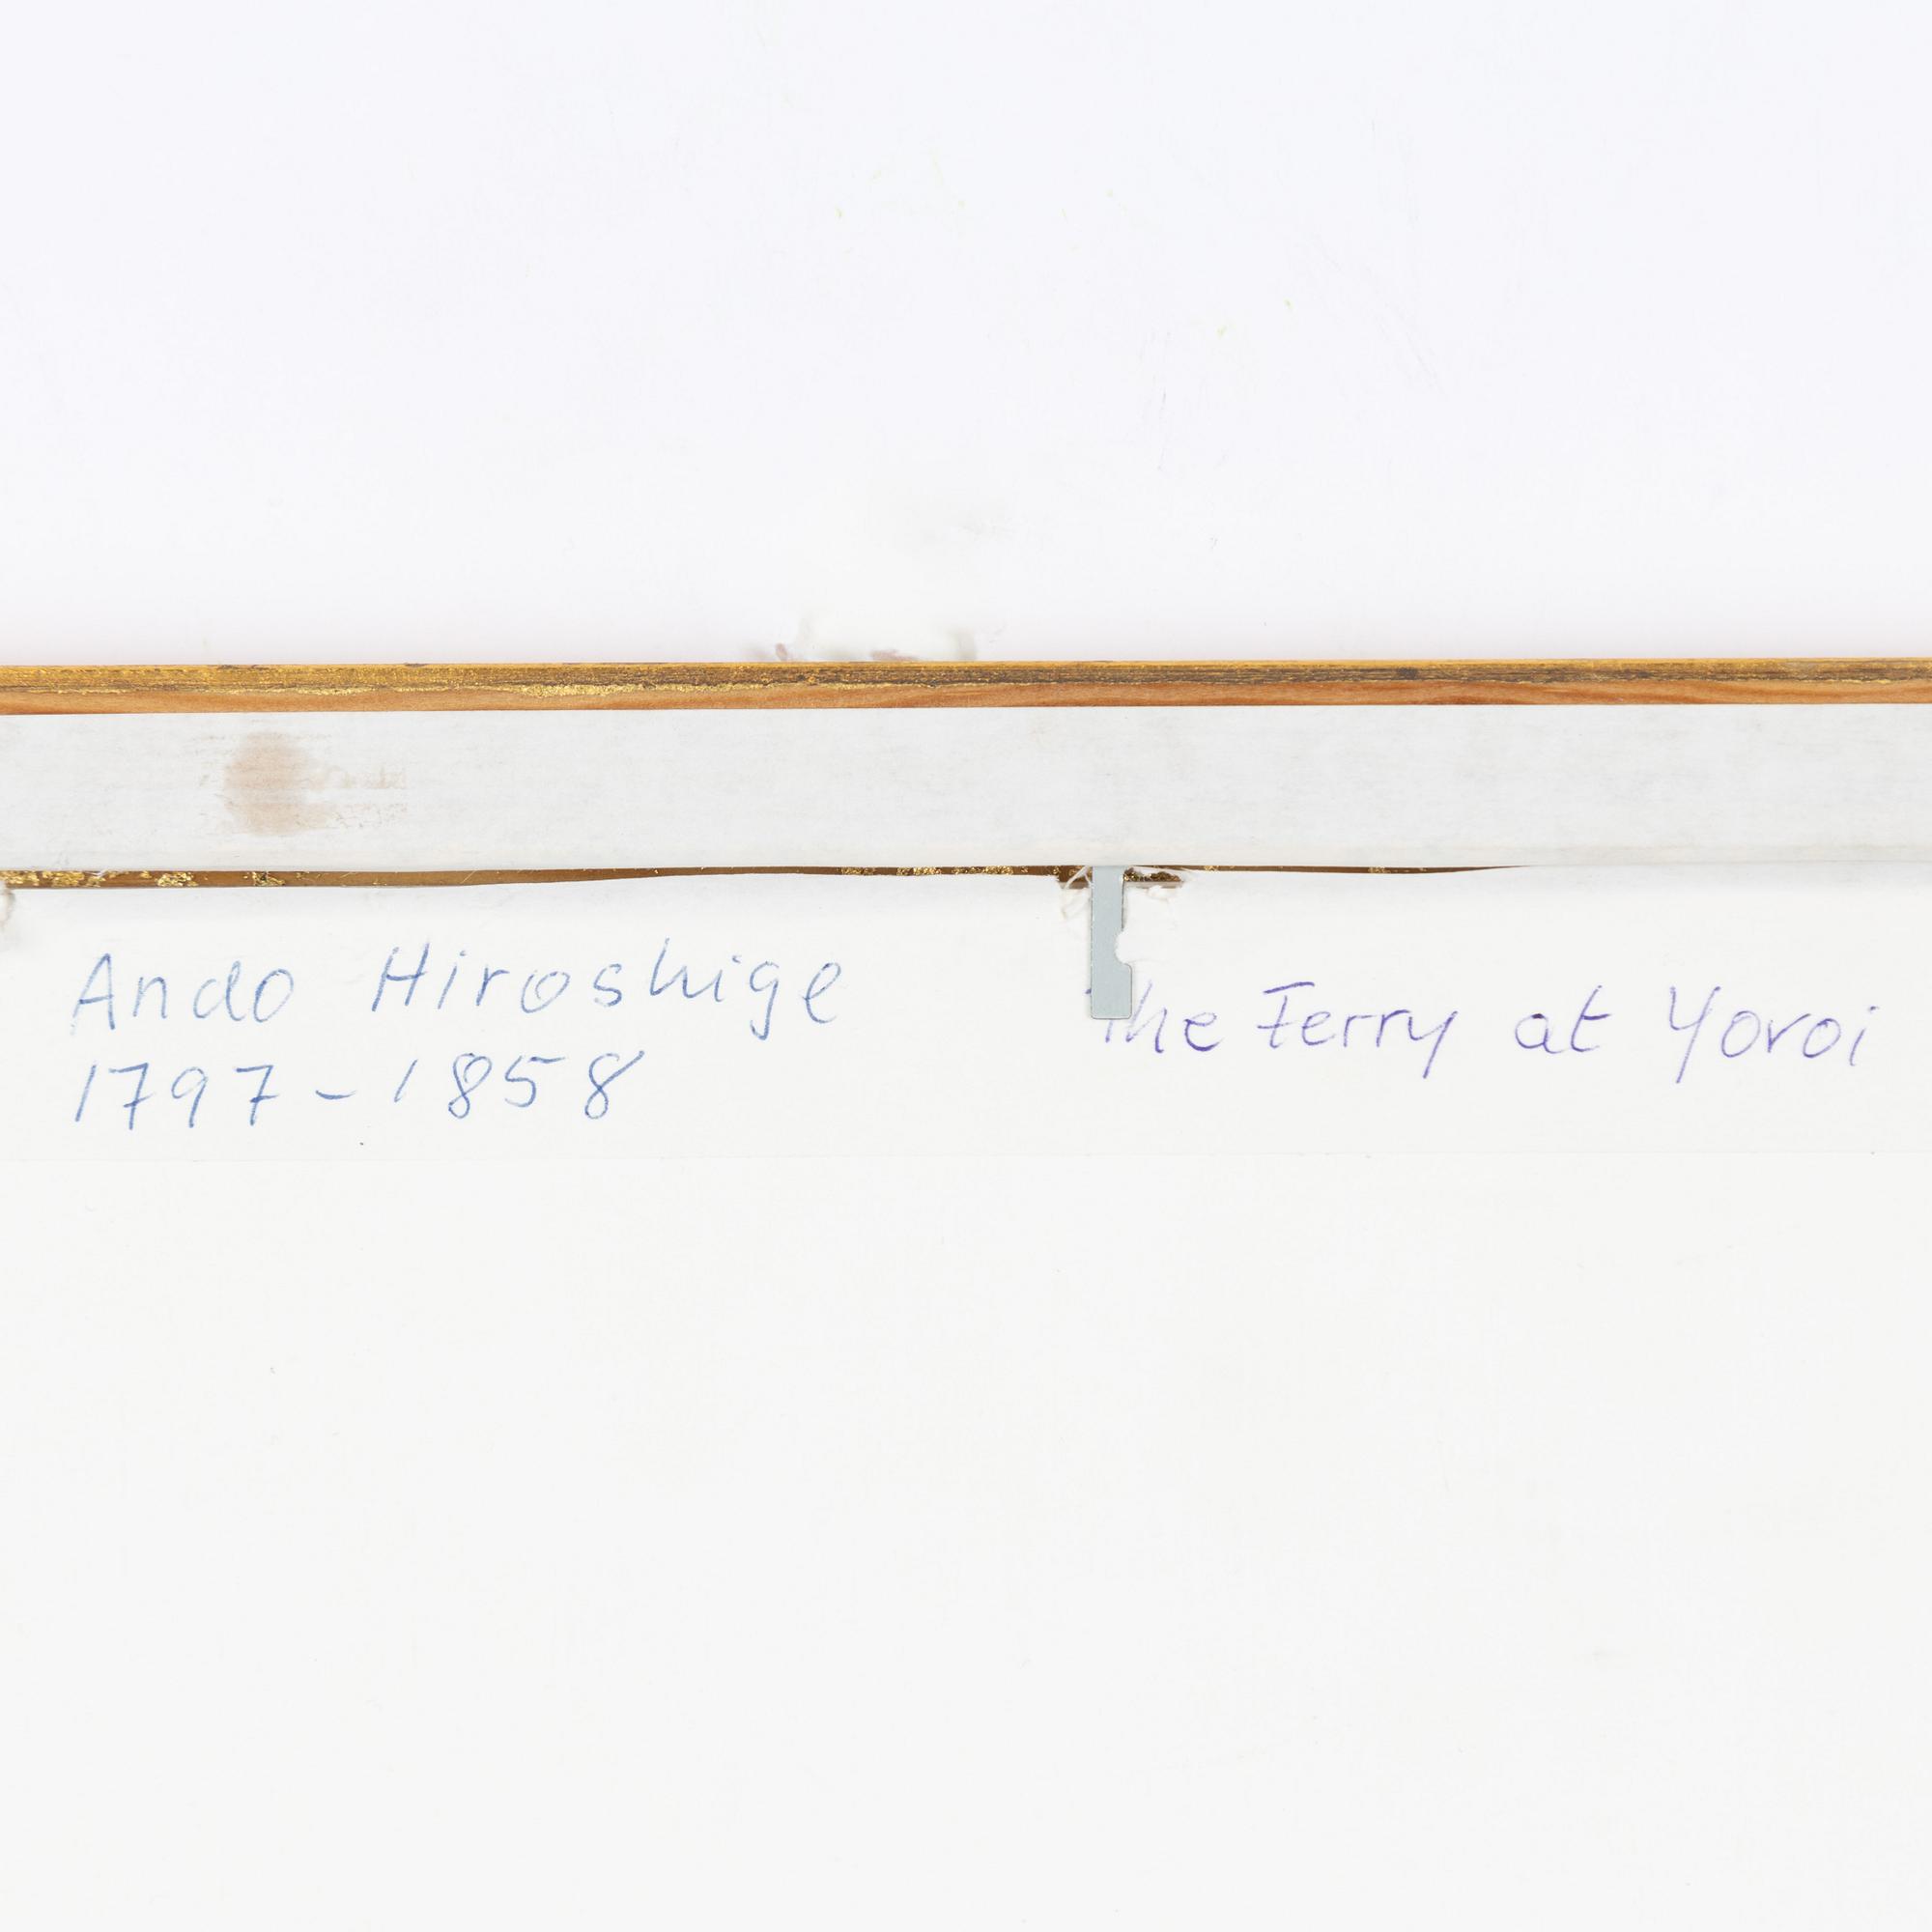 Ando Hiroshige
1797-1858
The Ferry at Yoroi